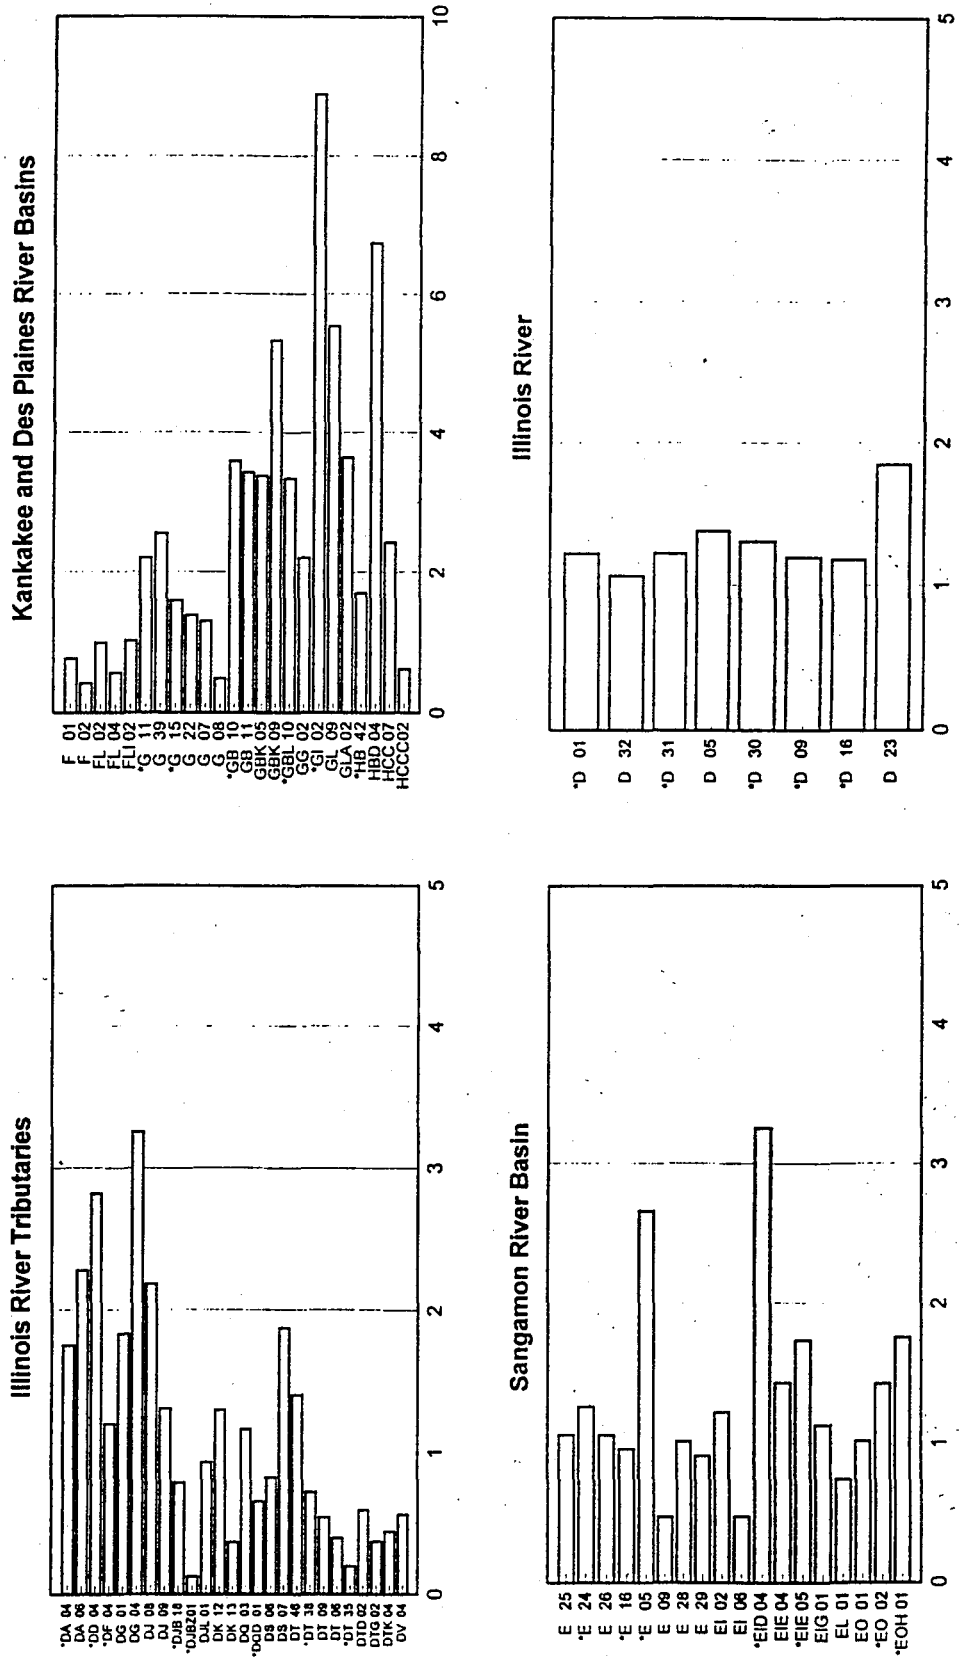 Illinois River Tributaries
*DA 04
DA 06
*DD 04
*DF 04
DG 01
DG 04
DJ 08
DJ 09
*DJB 18
*DJBZ01
DJL 01
DK 12
DK 13
DQ 03
DS 06
DS 07
DT 46
*DT 38
DT 09
DT 06
*DT 35
DTD 02
DTG 02
DTK 04
DV 04
0
1
2
3
4
5
Kankakee and Des Plaines River Basins
F 01
F 02
FL 02
FL 04
FLI 02
*G 11
G 39
*G 15
G 22
G 07
G 08
*GB 10
GB 11
GBK 05
GBK 09
*GBL 10
GG 02
*GI 02
GL 09
GLA 02
*HB 42
HBD 04
HCC 07
HCCC02
0
2
4
6
8
10
Sangamon River Basin
E 25
*E 24
E 26
*E 16
*E 05
E 09
E 28
E 29
EI 02
EI 06
*EID 04
EIE 04
*EIE 05
EIG 01
EL 01
EO 01
*EO 02
*EOH 01
0
1
2
3
4
5
Illinois River
*D 01
D 32
*D 31
D 05
*D 30
*D 09
*D 16
D 23
0
1
2
3
4
5